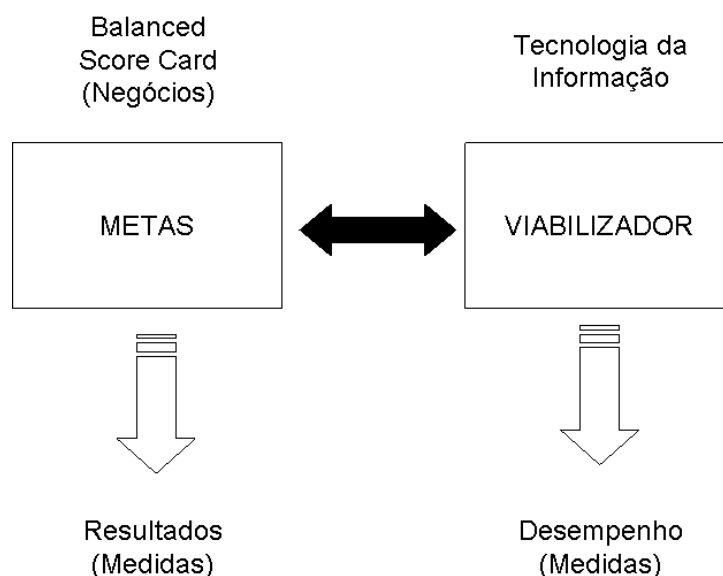 Balanced
Score Card
(Negócios)
Tecnologia da
Informação
METAS
VIABILIZADOR
Resultados
(Medidas)
Desempenho
(Medidas)